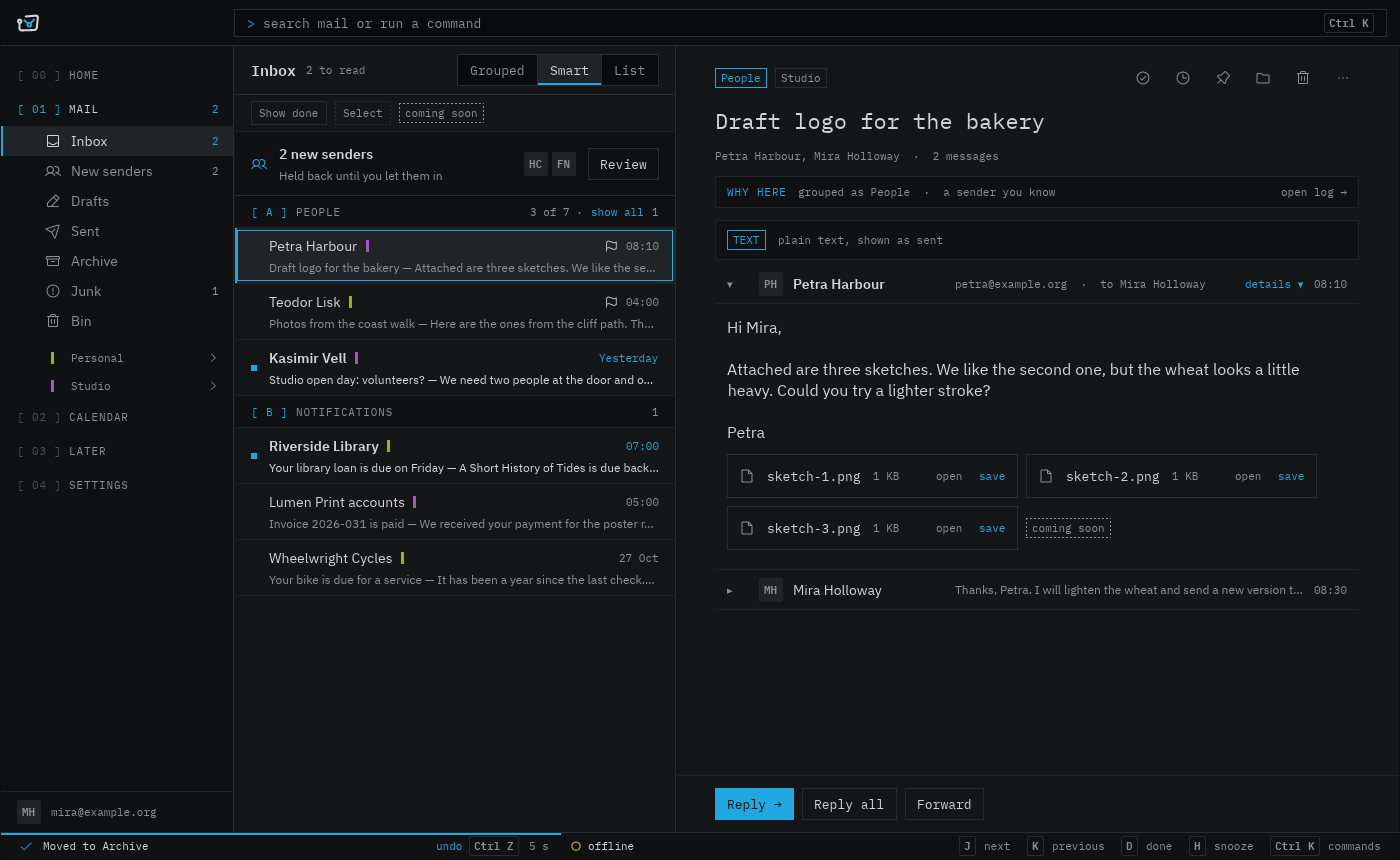 > search mail or run a command Ctrl K
[ 00 ] HOME
[ 01 ] MAIL 2
Inbox 2
New senders 2
Drafts
Sent
Archive
Junk 1
Bin
Personal
Studio
[ 02 ] CALENDAR
[ 03 ] LATER
[ 04 ] SETTINGS
MH mira@example.org
Inbox 2 to read Grouped Smart List
Show done Select coming soon
2 new senders
Held back until you let them in
HC FN Review
[ A ] PEOPLE 3 of 7 · show all 1
Petra Harbour 08:10
Draft logo for the bakery — Attached are three sketches. We like the se…
Teodor Lisk 04:00
Photos from the coast walk — Here are the ones from the cliff path. Th…
Kasimir Vell Yesterday
Studio open day: volunteers? — We need two people at the door and o…
[ B ] NOTIFICATIONS 1
Riverside Library 07:00
Your library loan is due on Friday — A Short History of Tides is due back…
Lumen Print accounts 05:00
Invoice 2026-031 is paid — We received your payment for the poster r…
Wheelwright Cycles 27 Oct
Your bike is due for a service — It has been a year since the last check.…
People Studio ···
Draft logo for the bakery
Petra Harbour, Mira Holloway · 2 messages
WHY HERE grouped as People · a sender you know open log →
TEXT plain text, shown as sent
▾ PH Petra Harbour petra@example.org · to Mira Holloway details ▾ 08:10
Hi Mira,
Attached are three sketches. We like the second one, but the wheat looks a little
heavy. Could you try a lighter stroke?
Petra
sketch-1.png 1 KB open save
sketch-2.png 1 KB open save
sketch-3.png 1 KB open save
coming soon
▸ MH Mira Holloway Thanks, Petra. I will lighten the wheat and send a new version t… 08:30
Reply → Reply all Forward
Moved to Archive undo Ctrl Z 5 s offline
J next K previous D done H snooze Ctrl K commands